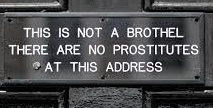 THIS IS NOT A BROTHEL
THERE ARE NO PROSTITUTES
AT THIS ADDRESS